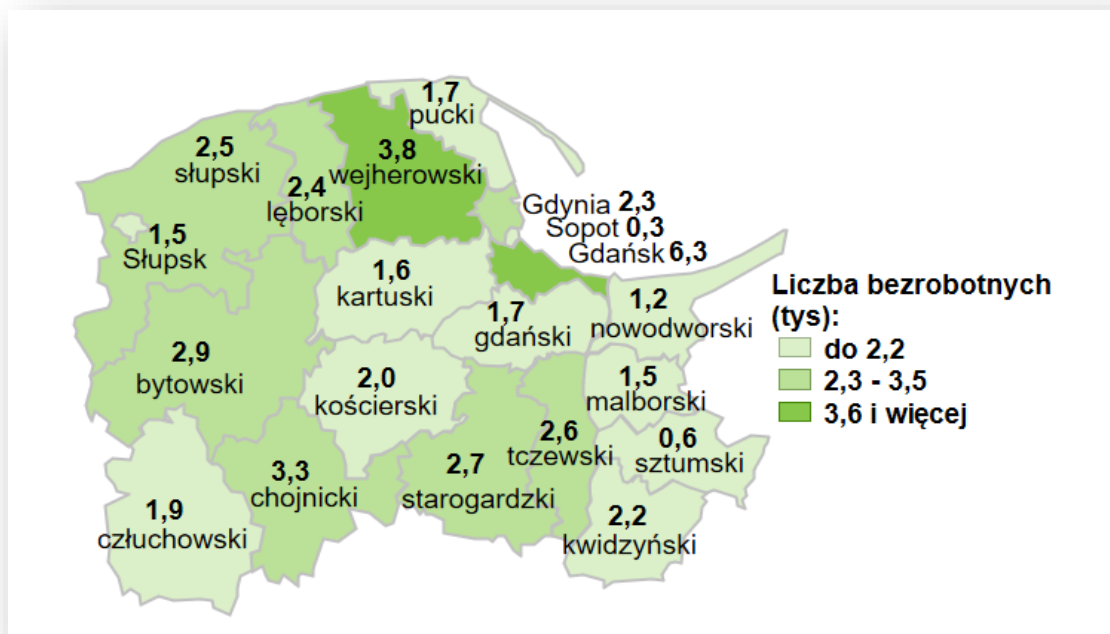 1,7
pucki
2,5
słupski
3,8
wejherowski
2,4
lęborski
Gdynia 2,3
Sopot 0,3
Gdańsk 6,3
1,5
Słupsk
1,6
kartuski
1,7
gdański
1,2
nowodworski
2,9
bytowski
2,0
kościerski
1,5
malborski
2,6
tczewski
0,6
sztumski
3,3
chojnicki
2,7
starogardzki
1,9
człuchowski
2,2
kwidzyński
Liczba bezrobotnych
(tys):
do 2,2
2,3 - 3,5
3,6 i więcej